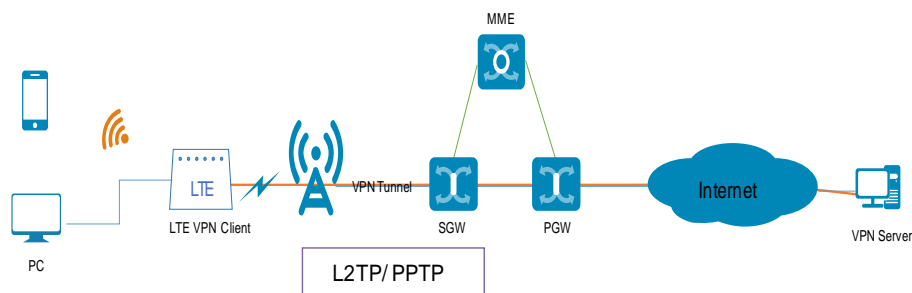 MME
LTE
VPN Tunnel
Internet
LTE VPN Client
SGW
PGW
VPN Server
PC
L2TP/ PPTP